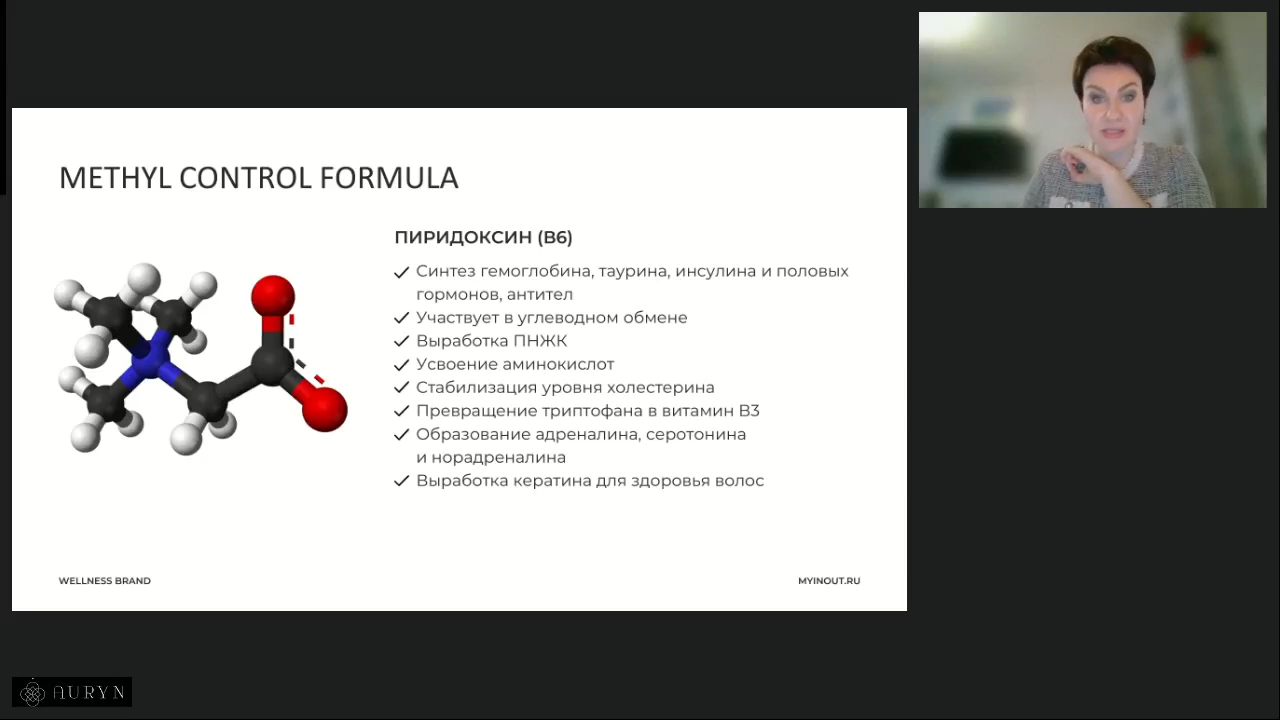 METHYL CONTROL FORMULA
ПИРИДОКСИН (B6)
Синтез гемоглобина, таурина, инсулина и половых
гормонов, антител
Участвует в углеводном обмене
Выработка ПНЖК
Усвоение аминокислот
Стабилизация уровня холестерина
Превращение триптофана в витамин B3
Образование адреналина, серотонина
и норадреналина
Выработка кератина для здоровья волос
WELLNESS BRAND
MYINOUT.RU
AURYN